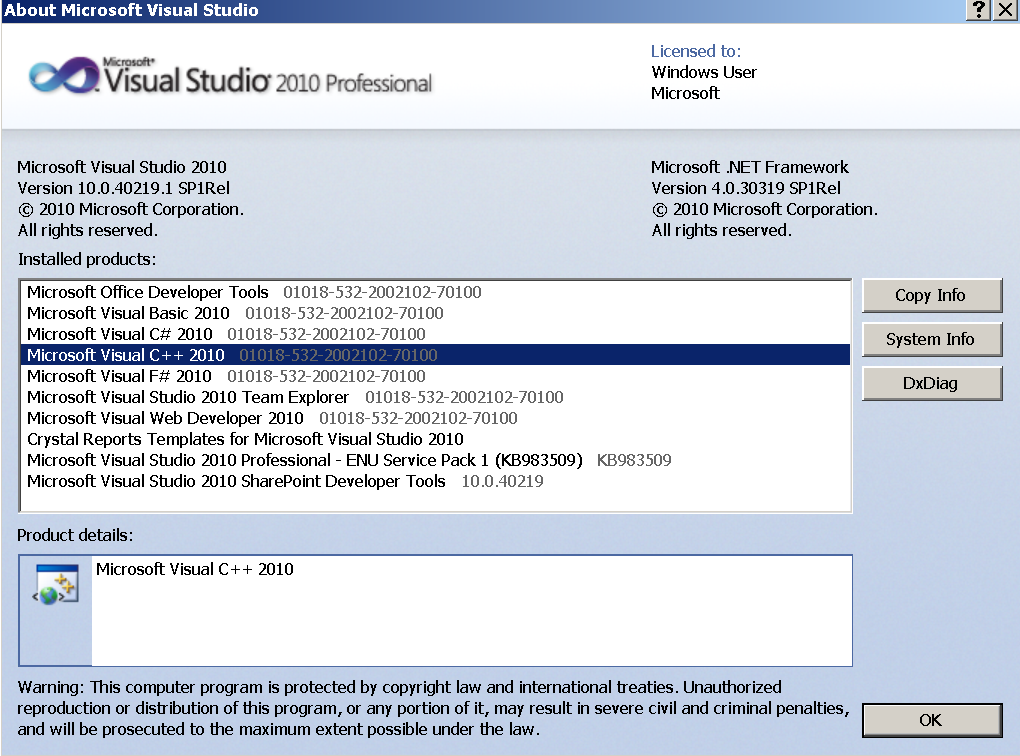 About Microsoft Visual Studio
Microsoft®
Visual Studio® 2010 Professional
Licensed to:
Windows User
Microsoft
Microsoft Visual Studio 2010
Version 10.0.40219.1 SP1Rel
© 2010 Microsoft Corporation.
All rights reserved.
Microsoft .NET Framework
Version 4.0.30319 SP1Rel
© 2010 Microsoft Corporation.
All rights reserved.
Installed products:
Microsoft Office Developer Tools 01018-532-2002102-70100
Microsoft Visual Basic 2010 01018-532-2002102-70100
Microsoft Visual C# 2010 01018-532-2002102-70100
Microsoft Visual C++ 2010 01018-532-2002102-70100
Microsoft Visual F# 2010 01018-532-2002102-70100
Microsoft Visual Studio 2010 Team Explorer 01018-532-2002102-70100
Microsoft Visual Web Developer 2010 01018-532-2002102-70100
Crystal Reports Templates for Microsoft Visual Studio 2010
Microsoft Visual Studio 2010 Professional - ENU Service Pack 1 (KB983509) KB983509
Microsoft Visual Studio 2010 SharePoint Developer Tools 10.0.40219
Copy Info
System Info
DxDiag
Product details:
Microsoft Visual C++ 2010
Warning: This computer program is protected by copyright law and international treaties. Unauthorized
reproduction or distribution of this program, or any portion of it, may result in severe civil and criminal penalties,
and will be prosecuted to the maximum extent possible under the law.
OK